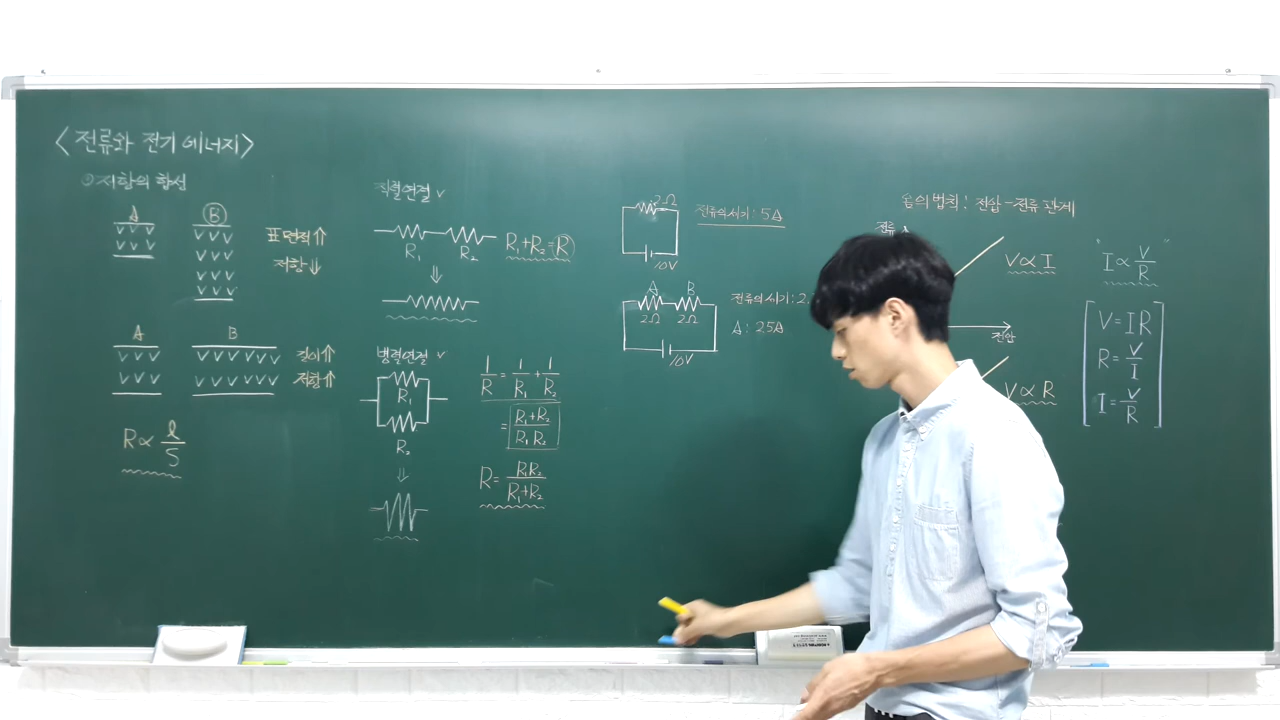 <전류와 전기 에너지>
⊙저항의 합성
A
B
표면적⇑
저항⇓
A
B
길이⇑
저항⇑
R∝ l/S
직렬연결 ✓
R₁
R₂
R₁+R₂=R
병렬연결 ✓
R₁
R₂
1/R = 1/R₁ + 1/R₂
= (R₁+R₂)/(R₁R₂)
R= R₁R₂/(R₁+R₂)
2Ω
10V
전류의세기: 5A
A
B
2Ω
2Ω
10V
전류의세기: 2.
A: 2.5A
옴의 법칙: 전압-전류 관계
전류
V∝I
전압
V∝R
"I∝ V/R"
V=IR
R= V/I
I= V/R